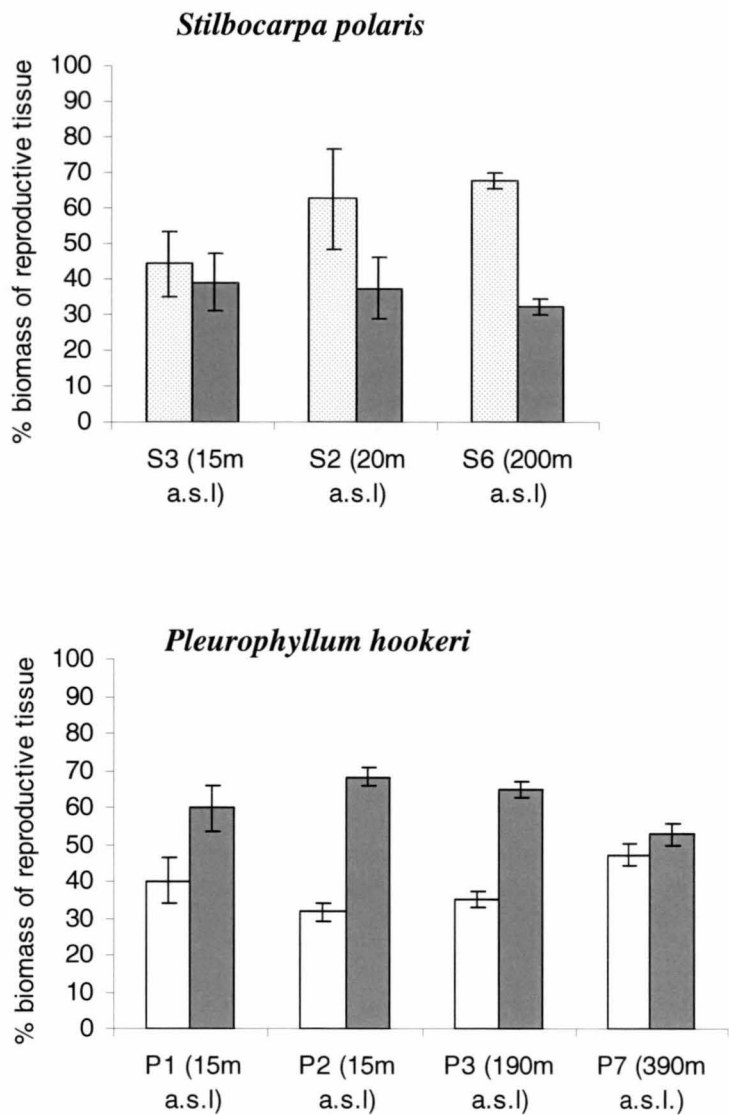 Stilbocarpa polaris
% biomass of reproductive tissue
100
90
80
70
60
50
40
30
20
10
0
S3 (15m
a.s.l)
S2 (20m
a.s.l)
S6 (200m
a.s.l)
Pleurophyllum hookeri
% biomass of reproductive tissue
100
90
80
70
60
50
40
30
20
10
0
P1 (15m
a.s.l)
P2 (15m
a.s.l)
P3 (190m
a.s.l)
P7 (390m
a.s.l.)